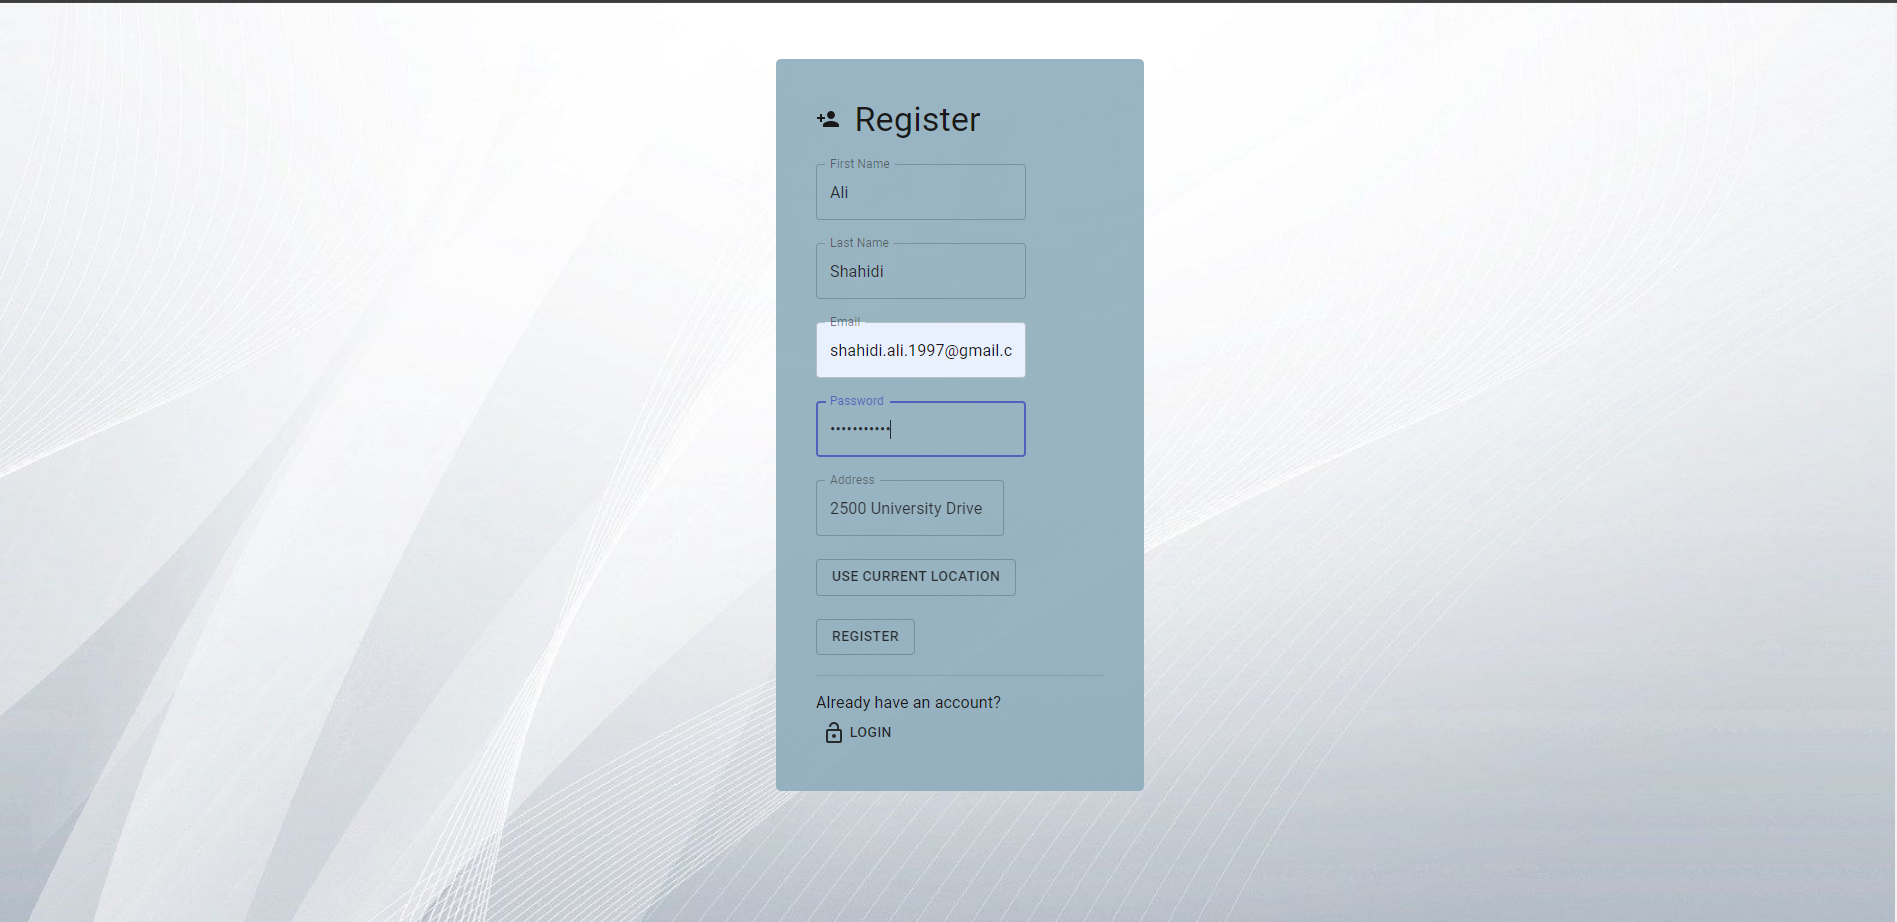 Register
First Name
Ali
Last Name
Shahidi
Email
shahidi.ali.1997@gmail.c
Password
•••••••••••
Address
2500 University Drive
USE CURRENT LOCATION
REGISTER
Already have an account?
LOGIN